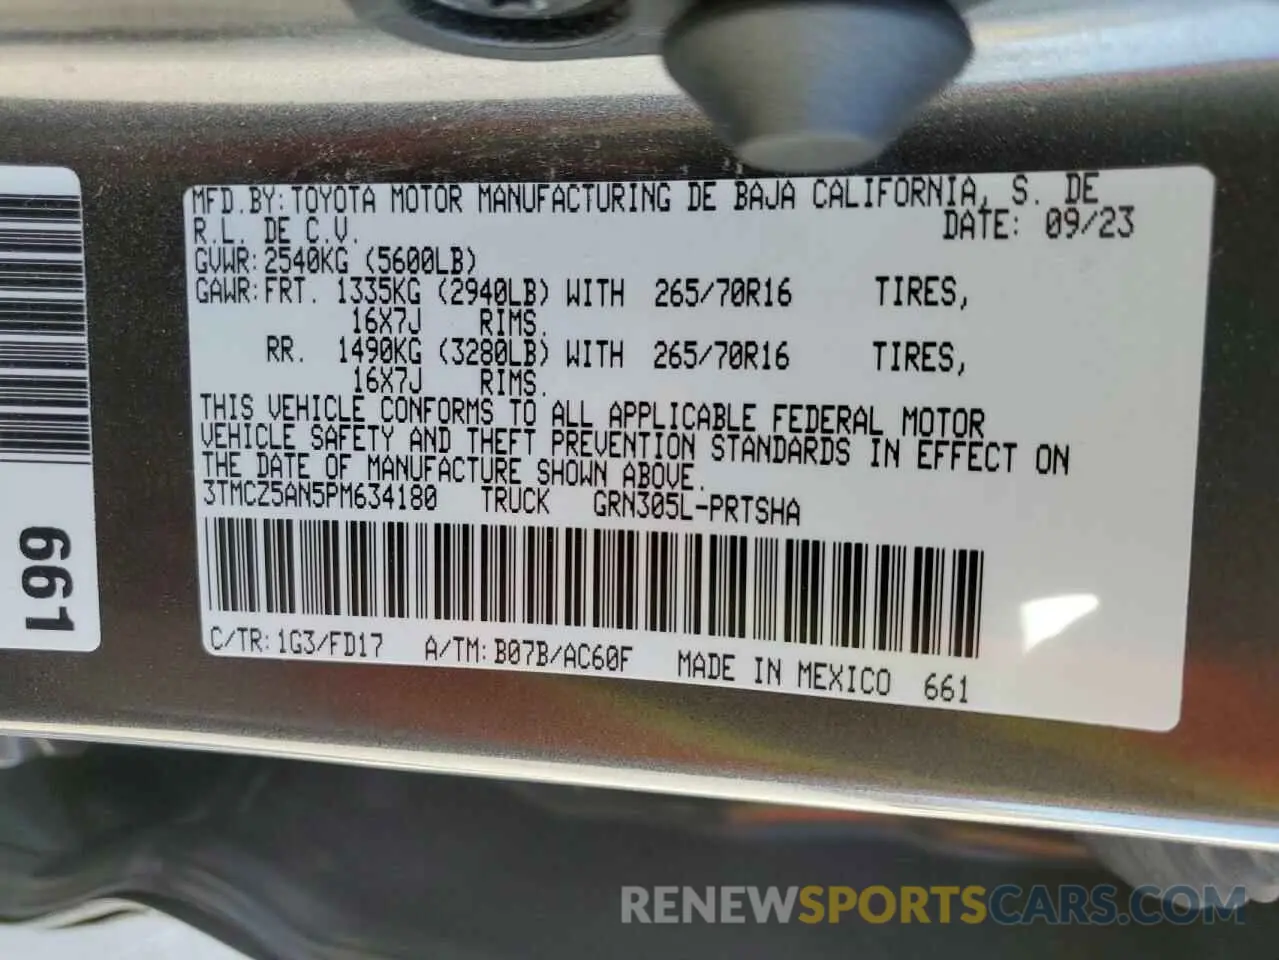 MFD.BY: TOYOTA MOTOR MANUFACTURING DE BAJA CALIFORNIA, S. DE
R.L. DE C.V. DATE: 09/23
GVWR: 2540KG (5600LB)
GAWR: FRT. 1335KG (2940LB) WITH 265/70R16 TIRES,
16X7J RIMS.
RR. 1490KG (3280LB) WITH 265/70R16 TIRES,
16X7J RIMS.
THIS VEHICLE CONFORMS TO ALL APPLICABLE FEDERAL MOTOR
VEHICLE SAFETY AND THEFT PREVENTION STANDARDS IN EFFECT ON
THE DATE OF MANUFACTURE SHOWN ABOVE.
3TMCZ5AN5PM634180 TRUCK GRN305L-PRTSHA
C/TR: 1G3/FD17 A/TM: B07B/AC60F MADE IN MEXICO 661
661
RENEWSPORTSCARS.COM